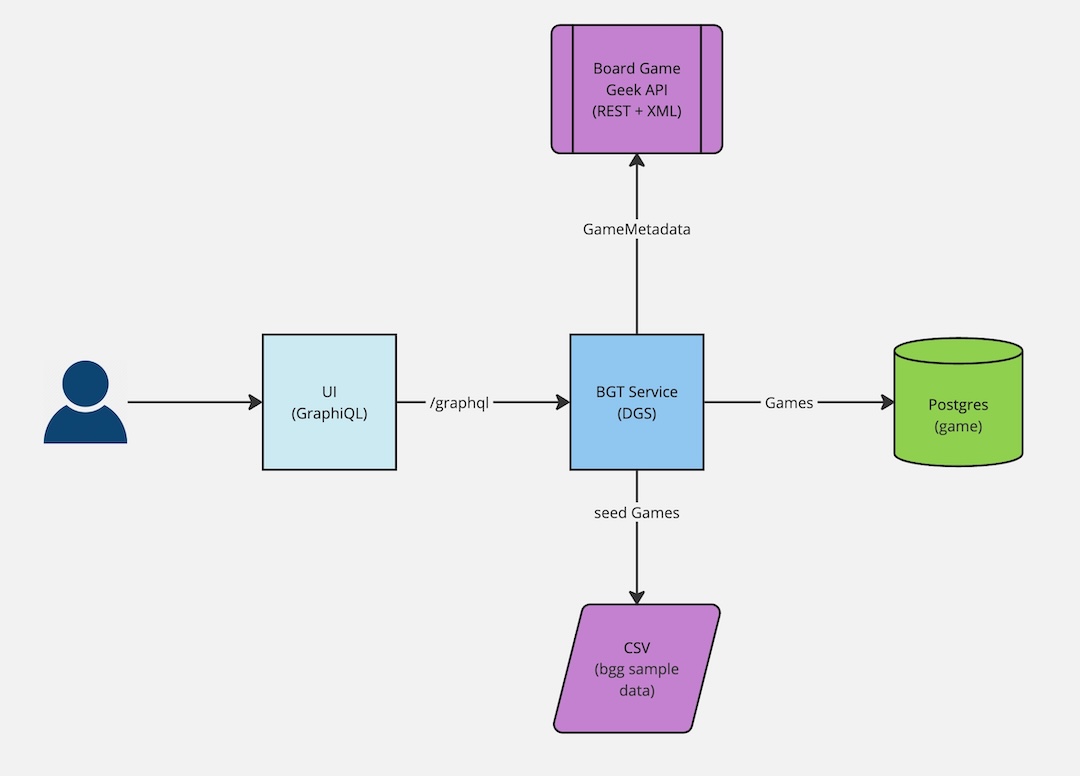 Board Game
Geek API
(REST + XML)
GameMetadata
UI
(GraphiQL)
/graphql
BGT Service
(DGS)
Games
Postgres
(game)
seed Games
CSV
(bgg sample
data)